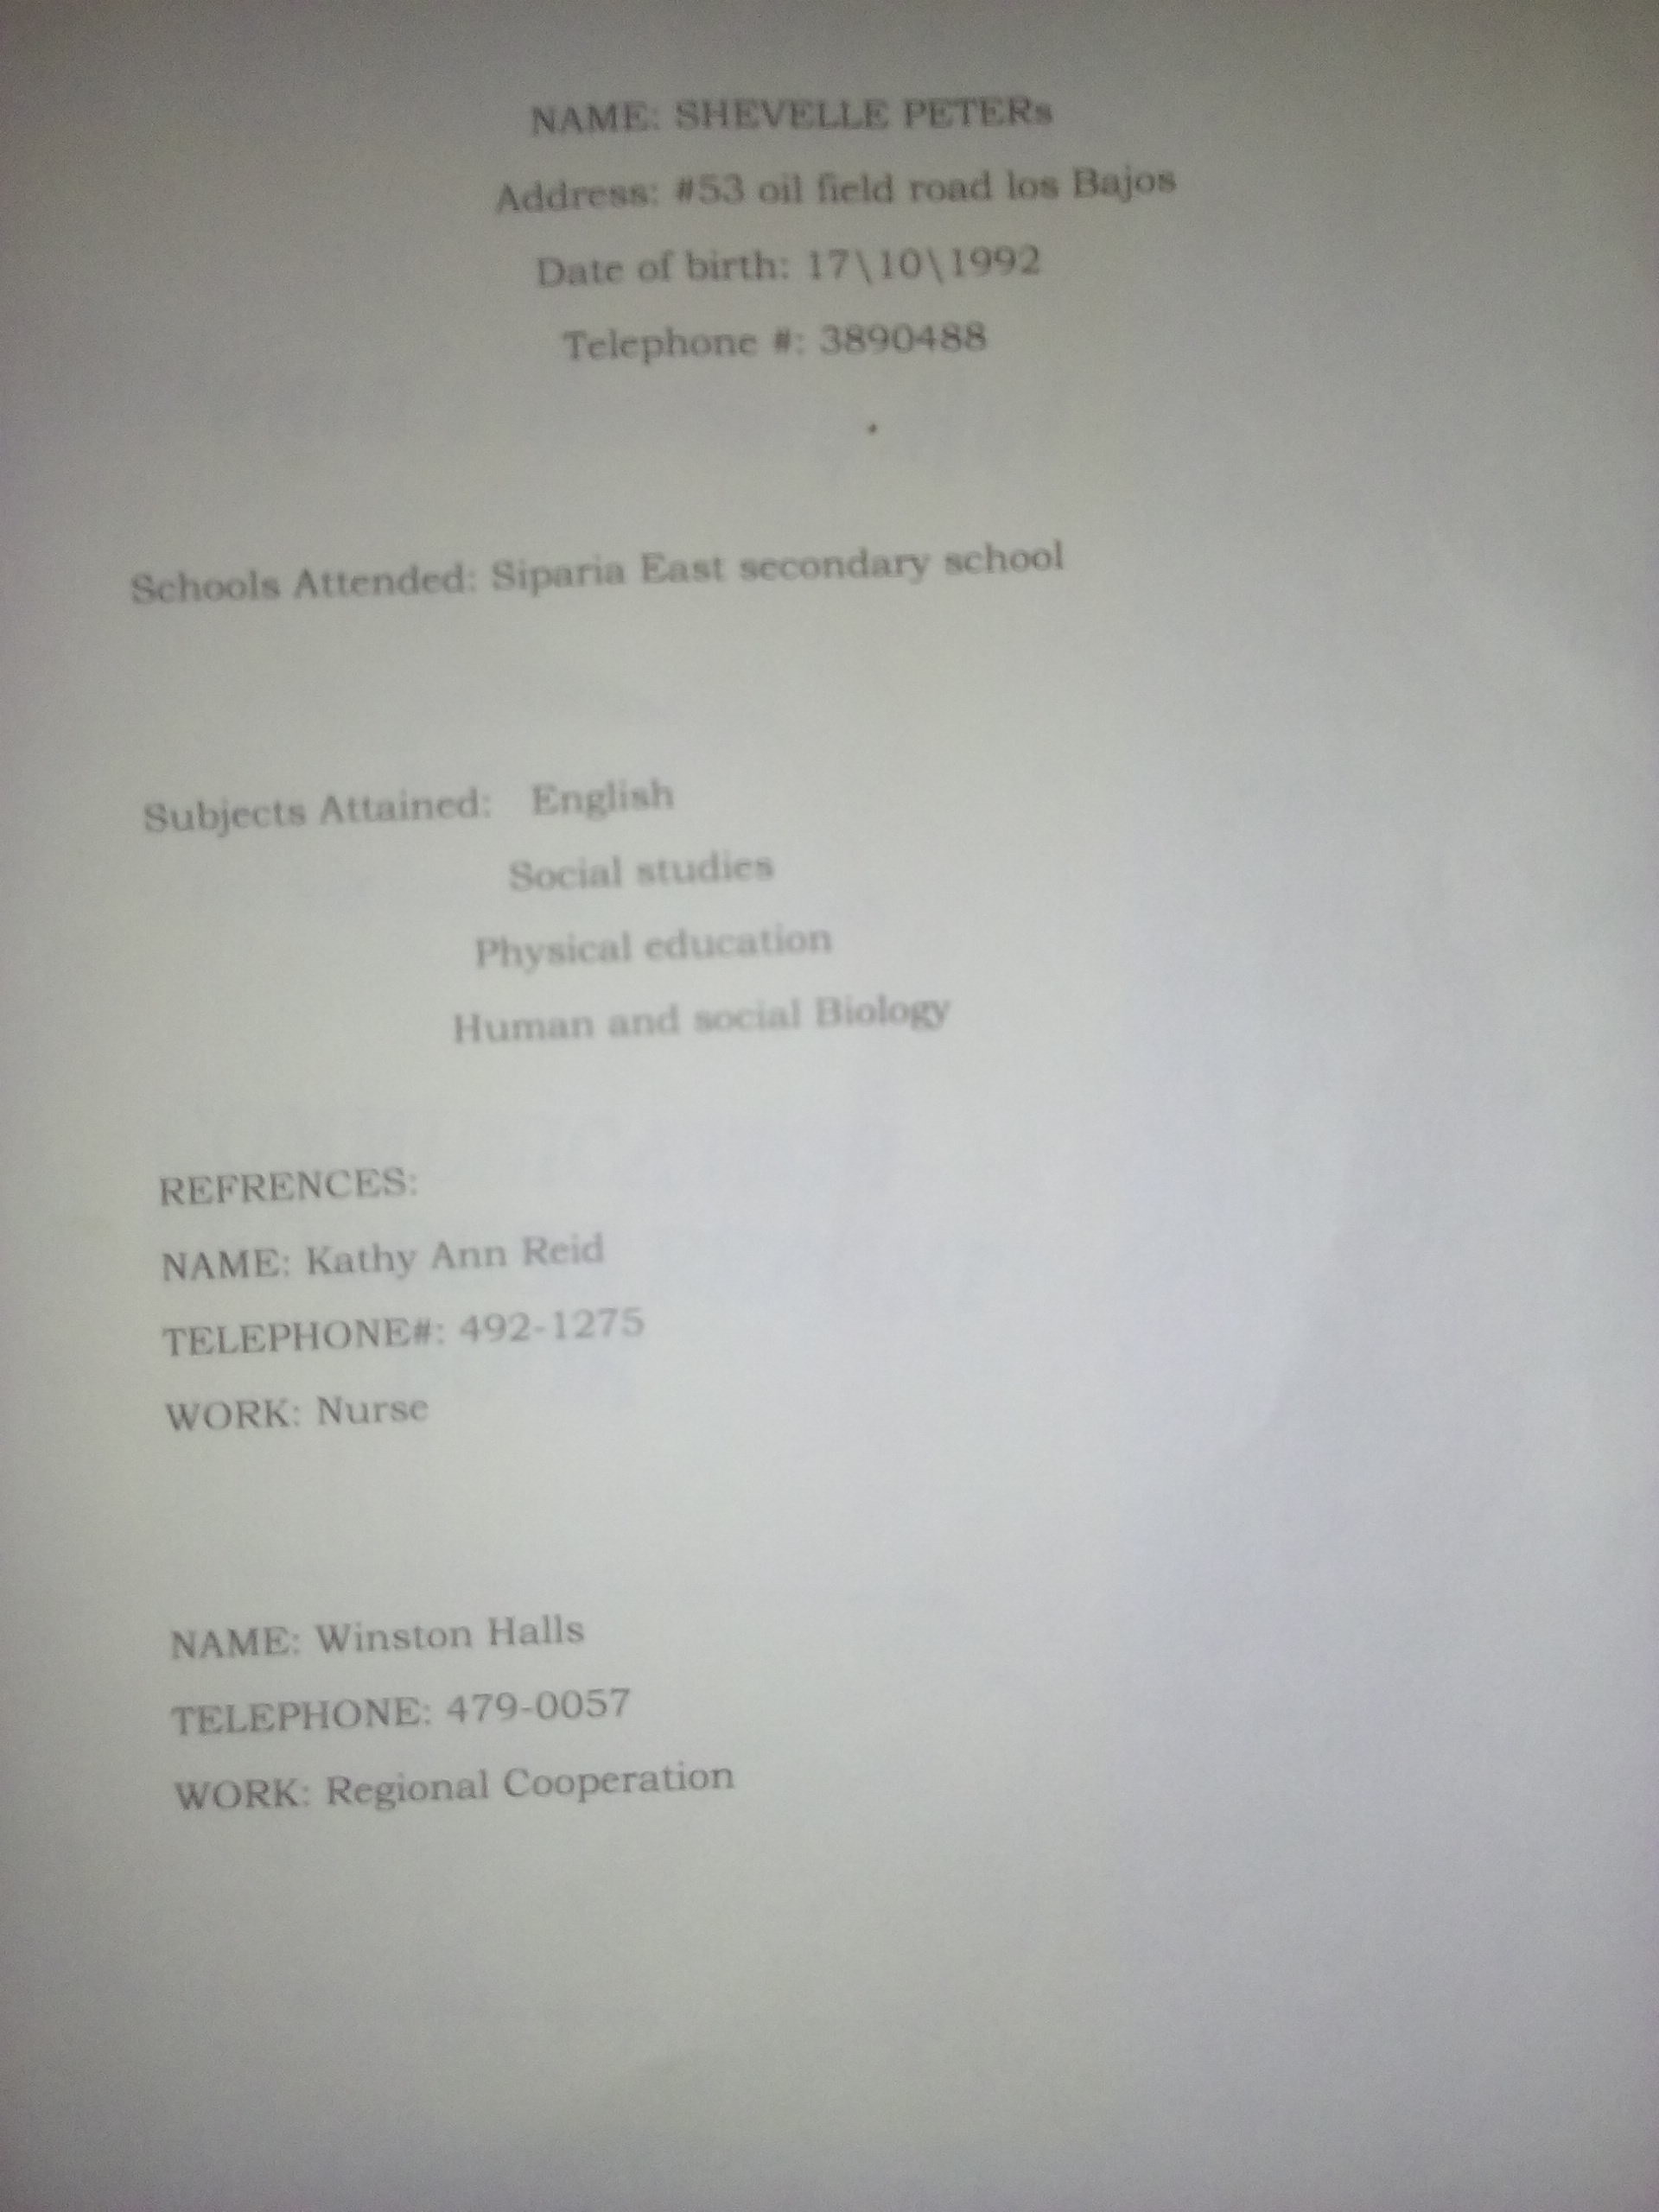 NAME: SHEVELLE PETERs
Address: #53 oil field road los Bajos
Date of birth: 17\10\1992
Telephone #: 3890488
Schools Attended: Siparia East secondary school
Subjects Attained: English
Social studies
Physical education
Human and social Biology
REFRENCES:
NAME: Kathy Ann Reid
TELEPHONE#: 492-1275
WORK: Nurse
NAME: Winston Halls
TELEPHONE: 479-0057
WORK: Regional Cooperation